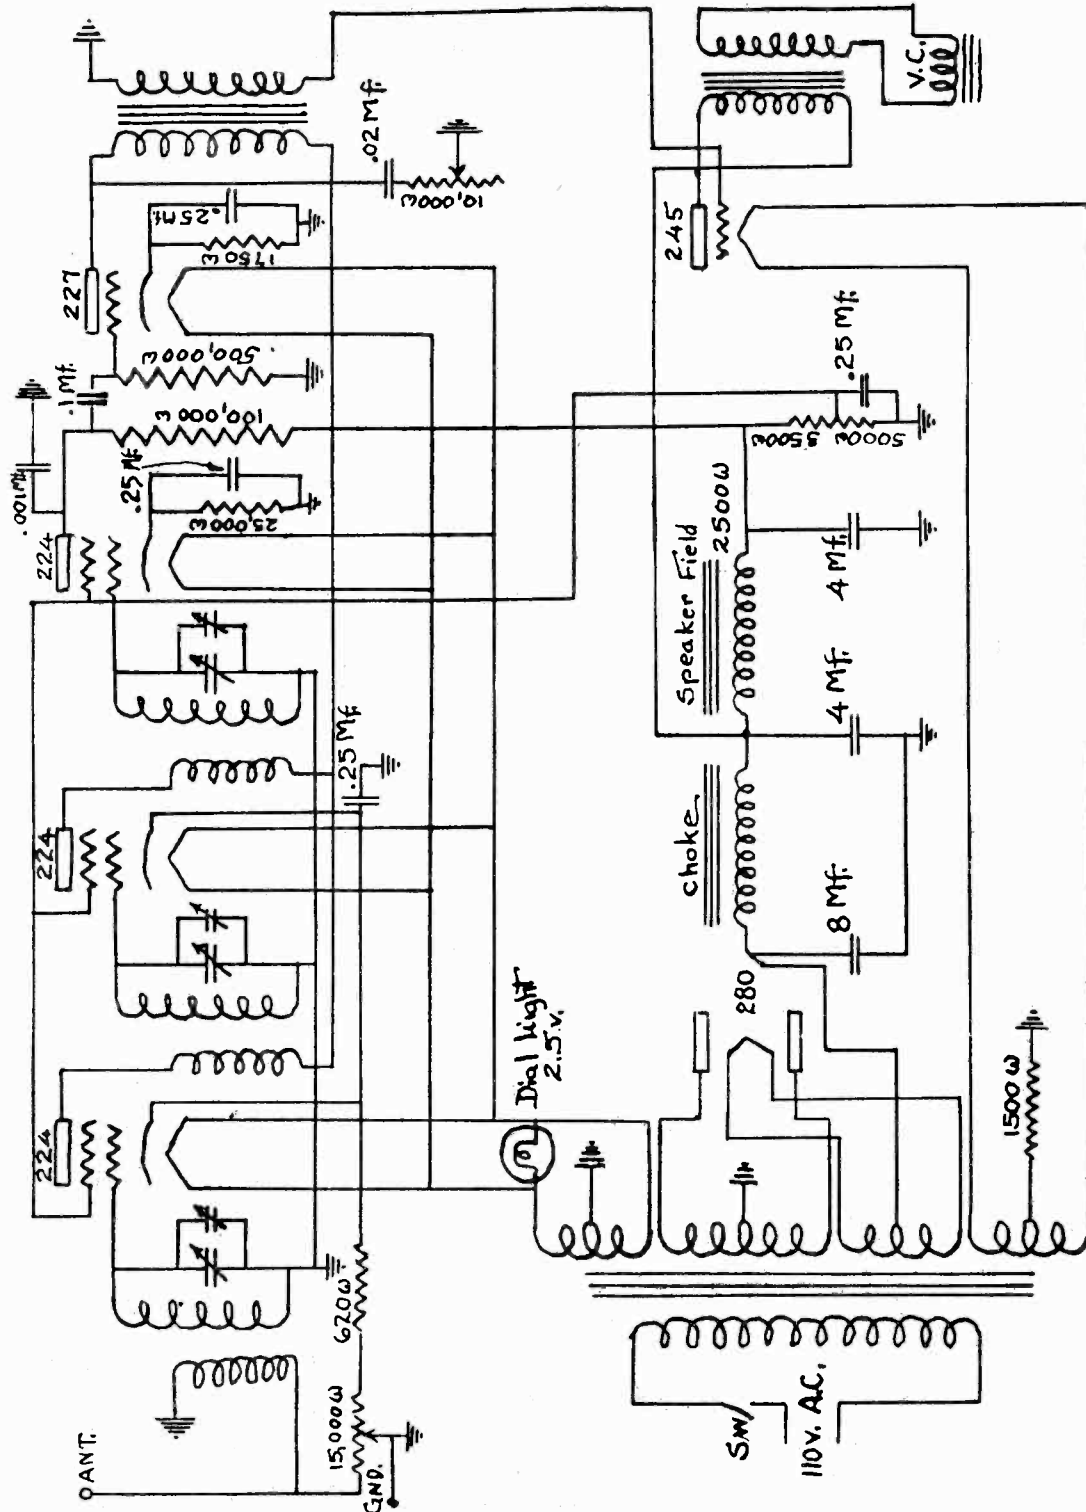 V.C.
.02 Mf.
10,000ω
.25 Mf.
1750ω
227
245
.1 Mf.
500,000ω
100,000ω
.25 Mf.
.001 Mf.
.25 Mf.
25,000ω
8500ω
5000ω
224
2500ω
Speaker Field
4 Mf.
4 Mf.
.25 Mf.
224
choke
8 Mf.
280
Dial Light
2.5 v.
224
1500ω
620ω
15,000ω
GND.
ANT.
SW
110 v. A.C.